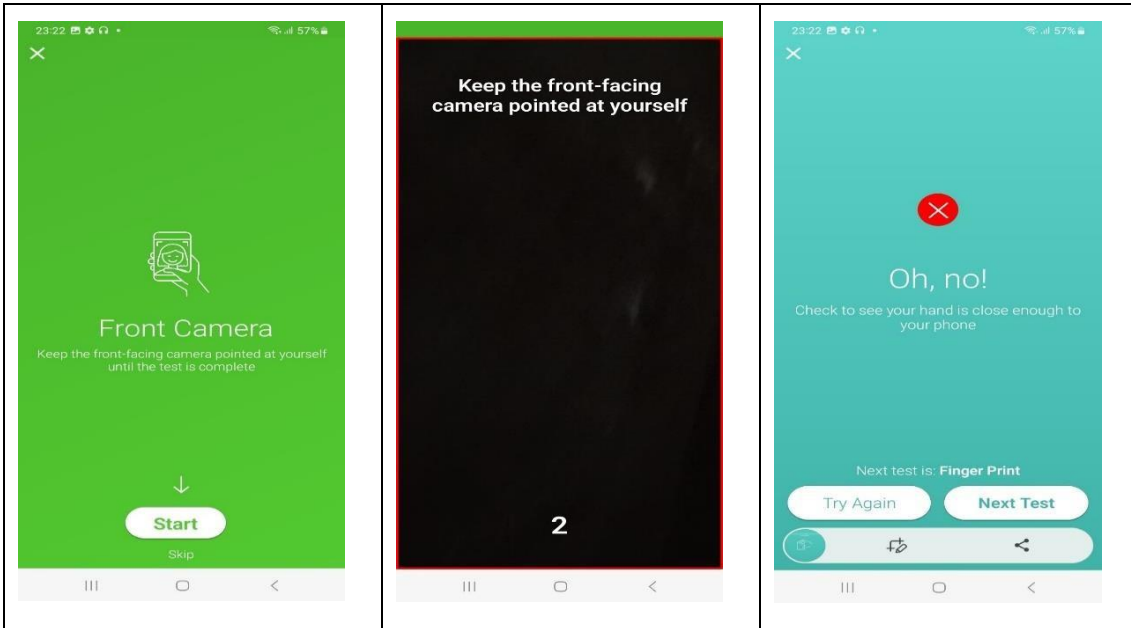 23:22
57%
Front Camera
Keep the front-facing camera pointed at yourself
until the test is complete
Start
Skip
Keep the front-facing
camera pointed at yourself
2
23:22
57%
Oh, no!
Check to see your hand is close enough to
your phone
Next test is: Finger Print
Try Again
Next Test